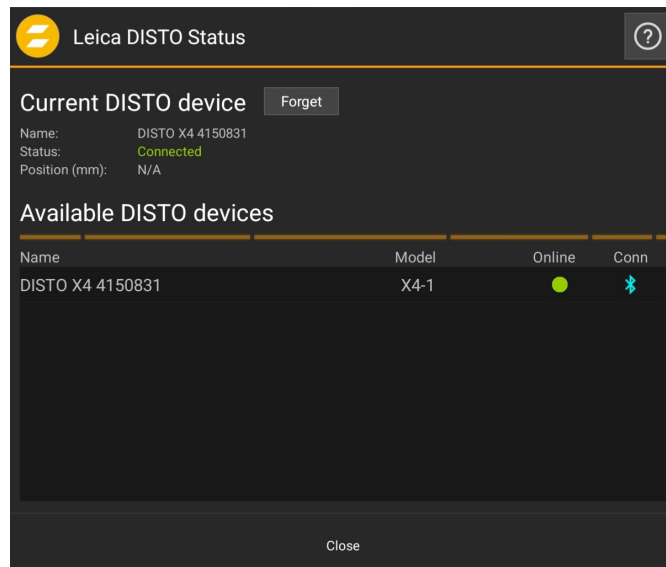 Leica DISTO Status
?
Current DISTO device Forget
Name: DISTO X4 4150831
Status: Connected
Position (mm): N/A
Available DISTO devices
Name Model Online Conn
DISTO X4 4150831 X4-1
Close